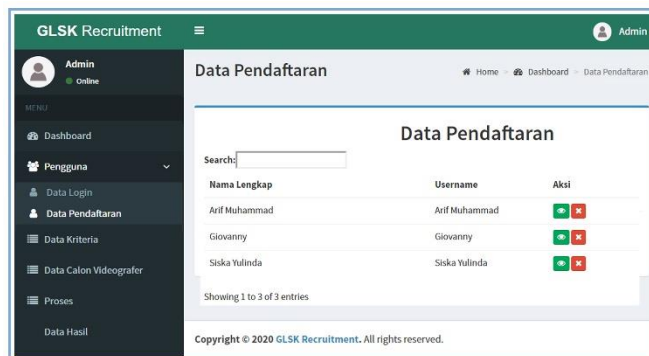 GLSK Recruitment
Admin
Admin
Online
MENU
Dashboard
Pengguna
Data Login
Data Pendaftaran
Data Kriteria
Data Calon Videografer
Proses
Data Hasil
Data Pendaftaran
Home > Dashboard > Data Pendaftaran
Data Pendaftaran
Search:
Nama Lengkap Username Aksi
Arif Muhammad Arif Muhammad
Giovanny Giovanny
Siska Yulinda Siska Yulinda
Showing 1 to 3 of 3 entries
Copyright © 2020 GLSK Recruitment. All rights reserved.